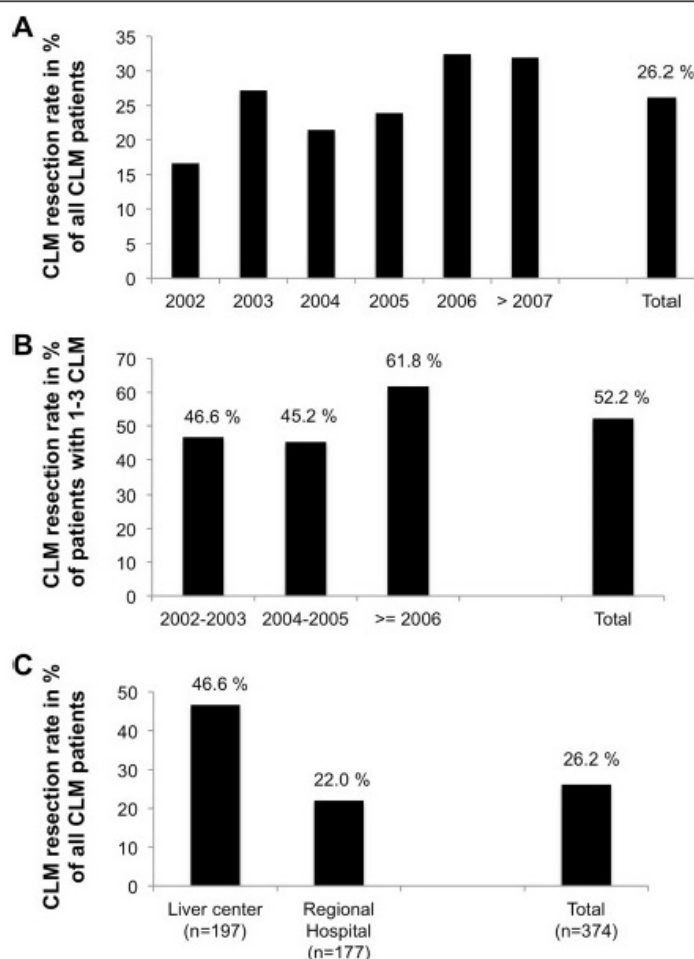 A
CLM resection rate in %
of all CLM patients
35
30
25
20
15
10
5
0
26.2 %
2002 2003 2004 2005 2006 > 2007 Total
B
CLM resection rate in %
of patients with 1-3 CLM
70
60
50
40
30
20
10
0
46.6 % 45.2 % 61.8 % 52.2 %
2002-2003 2004-2005 >= 2006 Total
C
CLM resection rate in %
of all CLM patients
50
40
30
20
10
0
46.6 % 22.0 % 26.2 %
Liver center Regional Total
(n=197) Hospital (n=374)
(n=177)